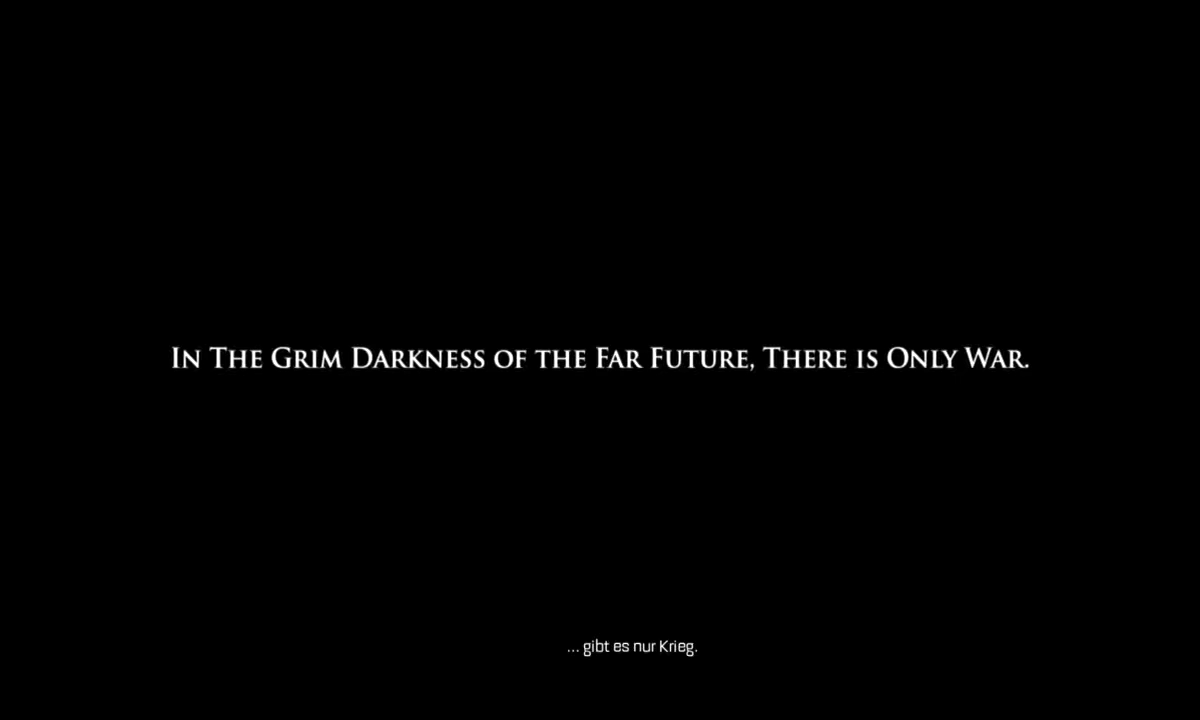 In The Grim Darkness of the Far Future, There is Only War.
... gibt es nur Krieg.